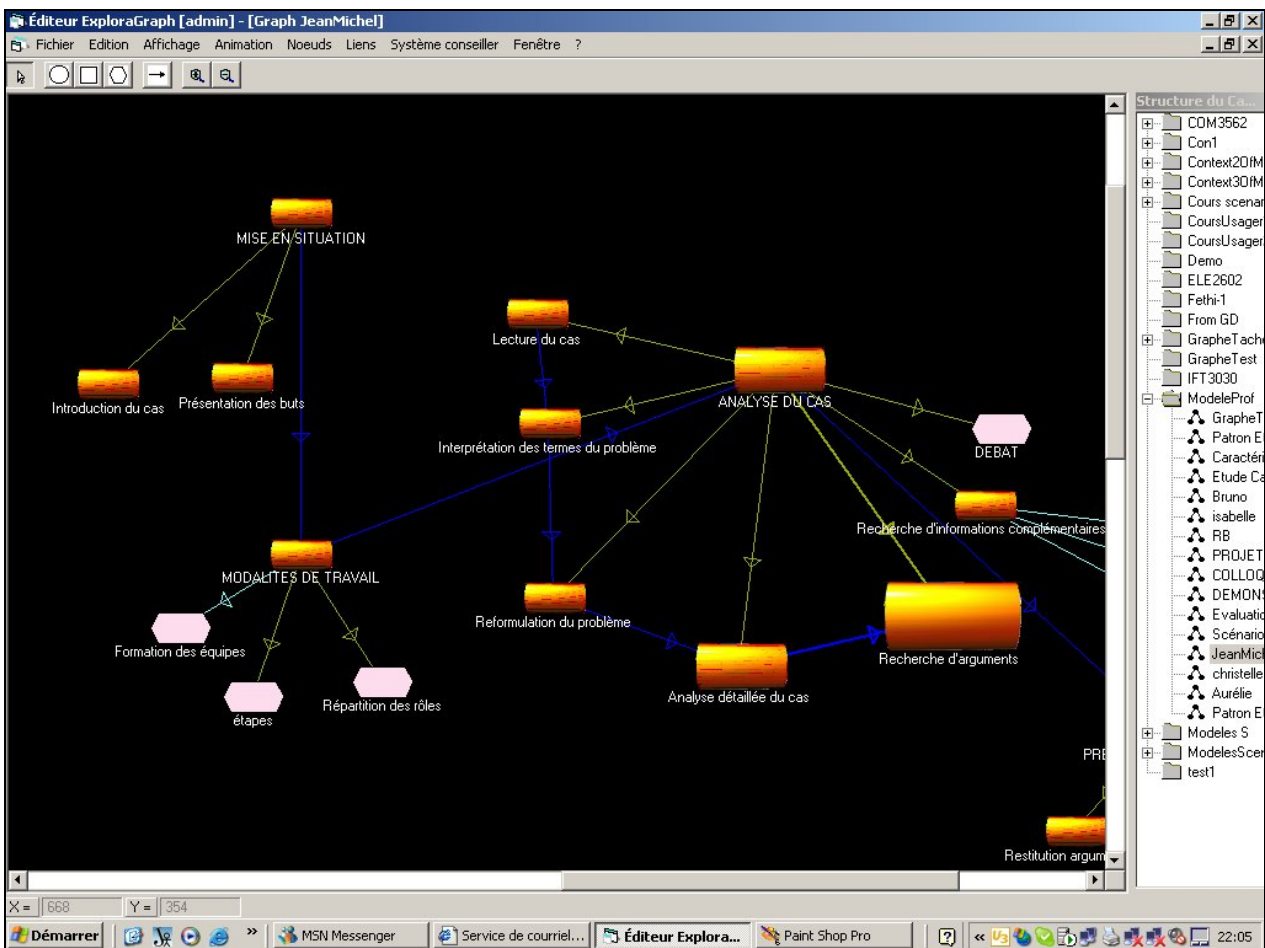 Éditeur ExploraGraph [admin] - [Graph JeanMichel]
Fichier Edition Affichage Animation Noeuds Liens Système conseiller Fenêtre ?
Structure du Ca...
COM3562
Con1
Context2OfM
Context3OfM
Cours scenar
CoursUsager
CoursUsager
Demo
ELE2602
Fethi-1
From GD
GrapheTach
GrapheTest
IFT3030
ModeleProf
GrapheT
Patron E
Caractéri
Etude Ca
Bruno
isabelle
RB
PROJET
COLLOQ
DEMONS
Evaluatio
Scénario
JeanMich
christelle
Aurélie
Patron E
Modeles S
ModelesScer
test1
MISE EN SITUATION
Lecture du cas
ANALYSE DU CAS
Introduction du cas
Présentation des buts
Interprétation des termes du problème
DEBAT
Recherche d'informations complémentaires
MODALITES DE TRAVAIL
Reformulation du problème
Formation des équipes
Recherche d'arguments
Analyse détaillée du cas
Répartition des rôles
étapes
PRE
Restitution argum
X = 668 Y = 354
Démarrer » MSN Messenger Service de courriel... Éditeur Explora... Paint Shop Pro ? « 22:05